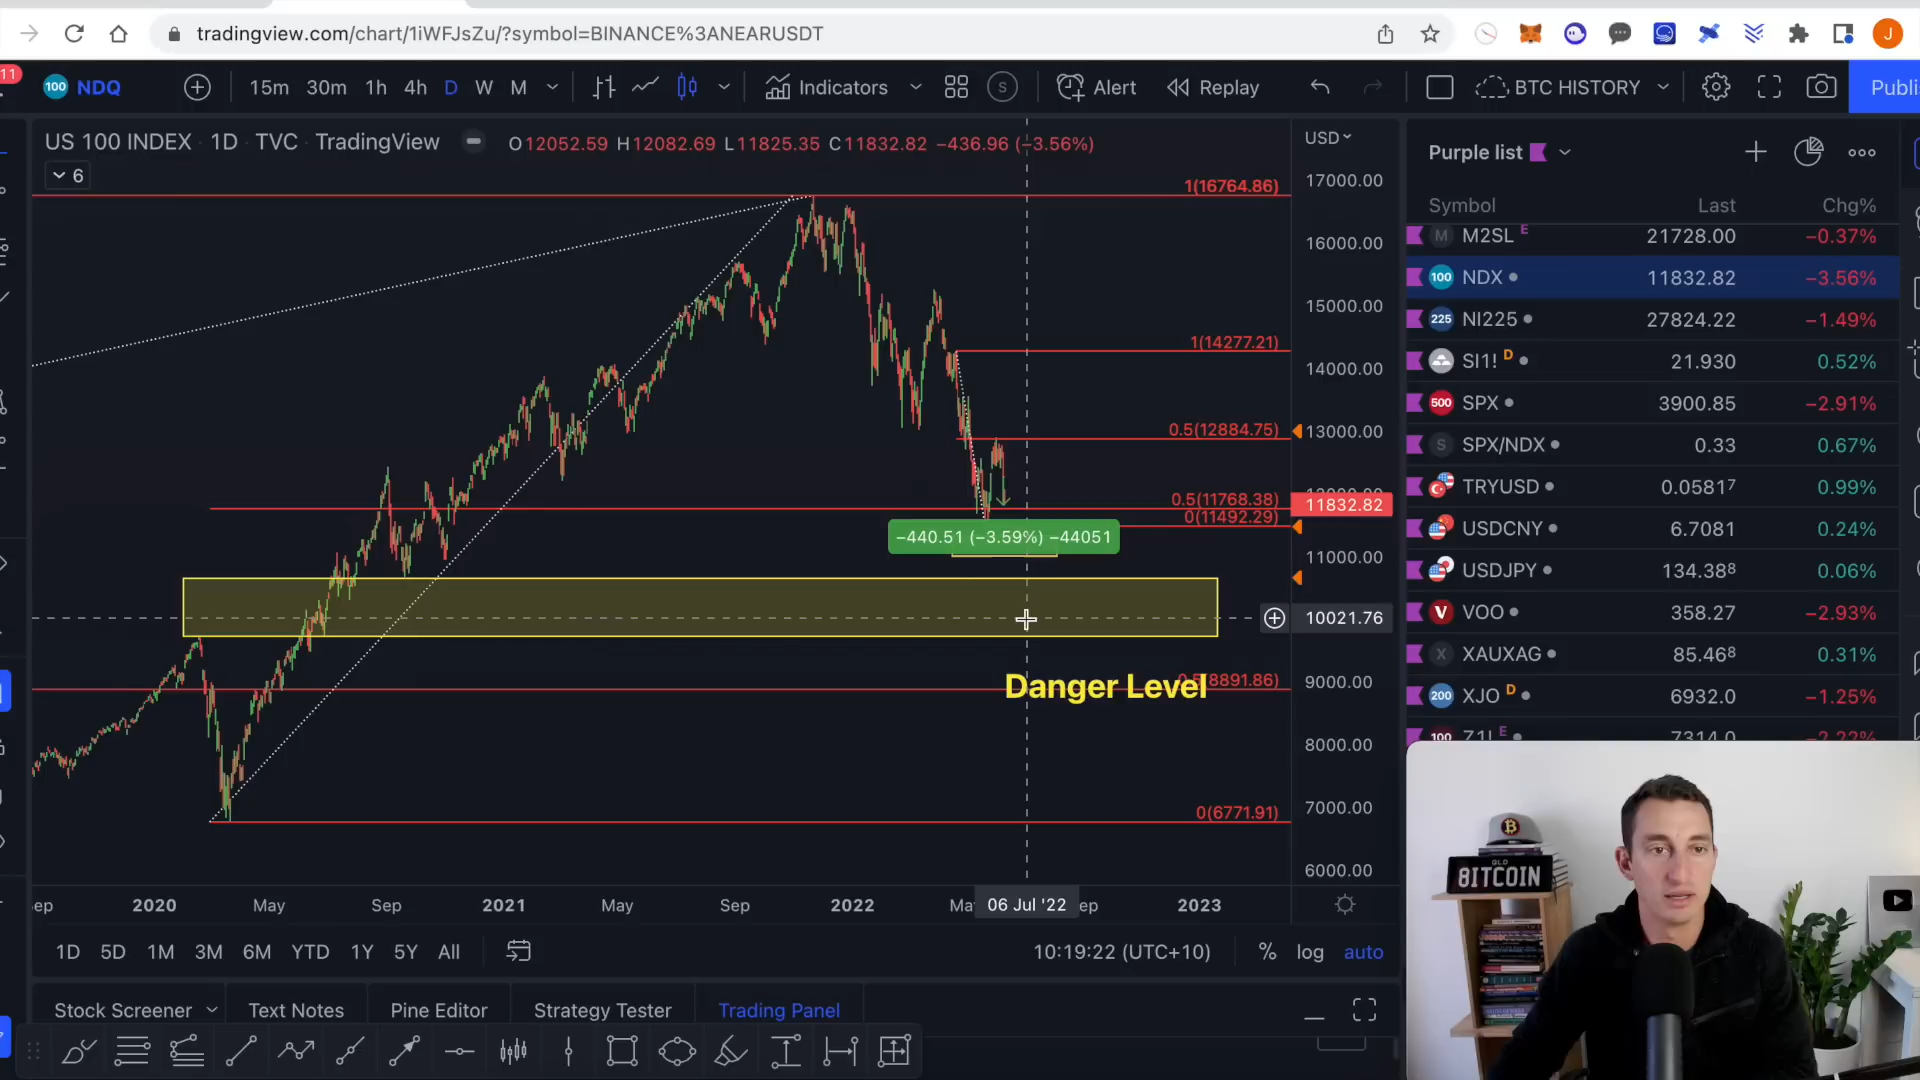 tradingview.com/chart/1iWFJsZu/?symbol=BINANCE%3ANEARUSDT
J
11
100 NDQ
15m 30m 1h 4h D W M
Indicators
S
Alert
Replay
BTC HISTORY
Publi
US 100 INDEX · 1D · TVC · TradingView
O12052.59 H12082.69 L11825.35 C11832.82 −436.96 (−3.56%)
6
USD
1(16764.86)
1(14277.21)
0.5(12884.75)
0.5(11768.38)
0(11492.29)
−440.51 (−3.59%) −44051
Danger Level
0(6771.91)
17000.00
16000.00
15000.00
14000.00
13000.00
11832.82
11000.00
10021.76
9000.00
8000.00
7000.00
6000.00
2020 May Sep 2021 May Sep 2022 06 Jul '22 2023
1D 5D 1M 3M 6M YTD 1Y 5Y All
10:19:22 (UTC+10) % log auto
Stock Screener Text Notes Pine Editor Strategy Tester Trading Panel
Purple list
Symbol Last Chg%
M M2SL E 21728.00 −0.37%
100 NDX 11832.82 −3.56%
225 NI225 27824.22 −1.49%
SI1! D 21.930 0.52%
500 SPX 3900.85 −2.91%
S SPX/NDX 0.33 0.67%
TRYUSD 0.05817 0.99%
USDCNY 6.7081 0.24%
USDJPY 134.388 0.06%
V VOO 358.27 −2.93%
X XAUXAG 85.468 0.31%
200 XJO D 6932.0 −1.25%
QLD
8ITCOIN